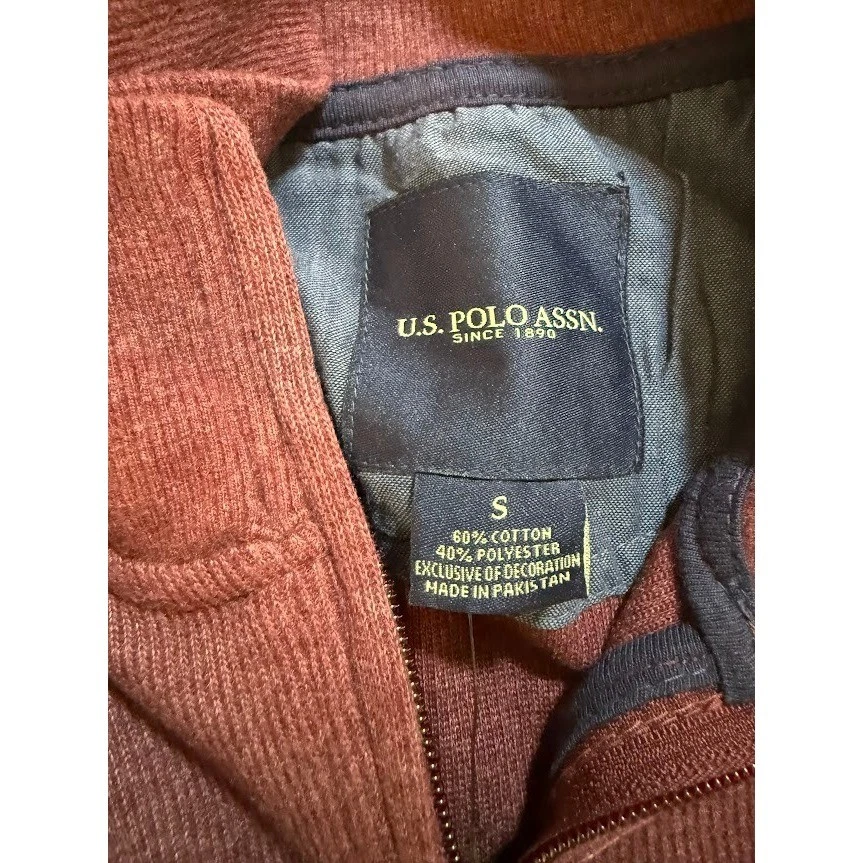 U.S. POLO ASSN.
SINCE 1890
S
60% COTTON
40% POLYESTER
EXCLUSIVE OF DECORATION
MADE IN PAKISTAN